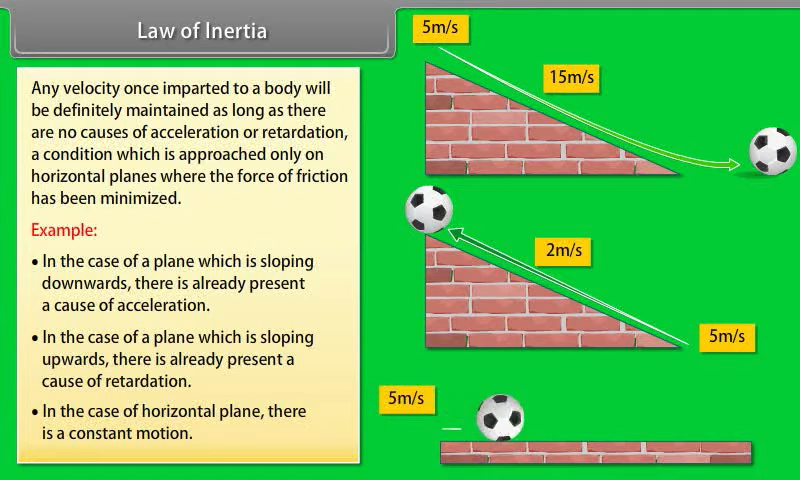 Law of Inertia
Any velocity once imparted to a body will
be definitely maintained as long as there
are no causes of acceleration or retardation,
a condition which is approached only on
horizontal planes where the force of friction
has been minimized.
Example:
• In the case of a plane which is sloping
downwards, there is already present
a cause of acceleration.
• In the case of a plane which is sloping
upwards, there is already present a
cause of retardation.
• In the case of horizontal plane, there
is a constant motion.
5m/s
15m/s
2m/s
5m/s
5m/s